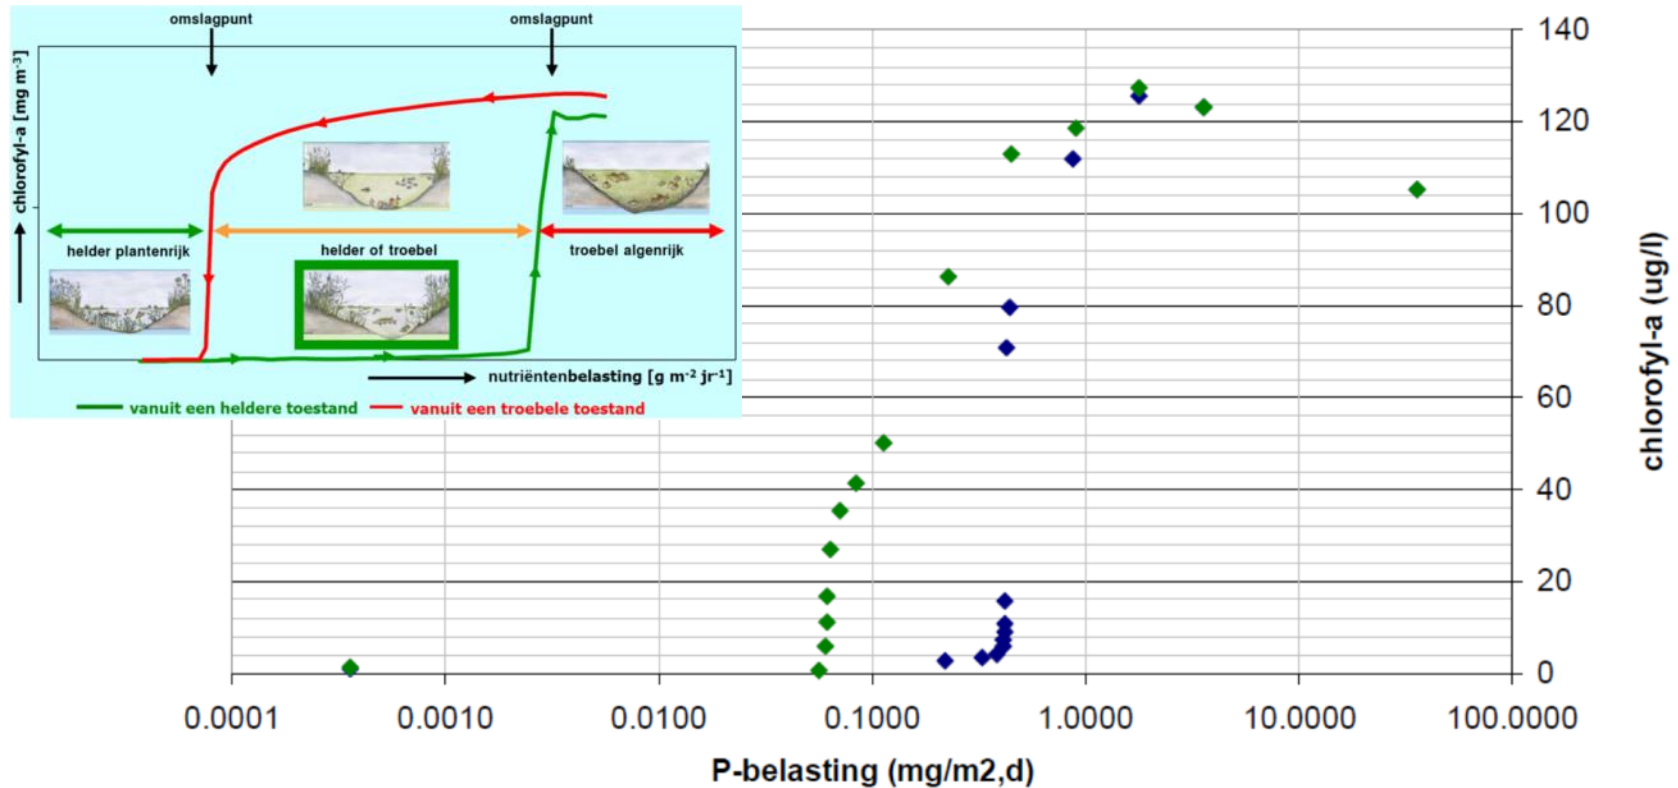 omslagpunt
omslagpunt
chlorofyl-a [mg m⁻³]
helder plantenrijk
helder of troebel
troebel algenrijk
nutriëntenbelasting [g m⁻² jr⁻¹]
vanuit een heldere toestand
vanuit een troebele toestand
140
120
100
80
60
40
20
0
chlorofyl-a (ug/l)
0.0001 0.0010 0.0100 0.1000 1.0000 10.0000 100.0000
P-belasting (mg/m2,d)